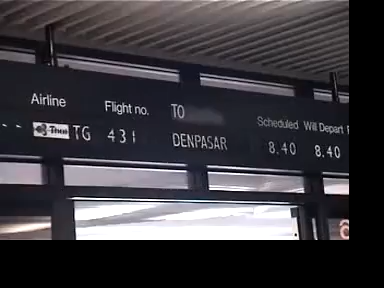 Airline Flight no. TO Scheduled Will Depart
Thai TG 431 DENPASAR 8.40 8.40